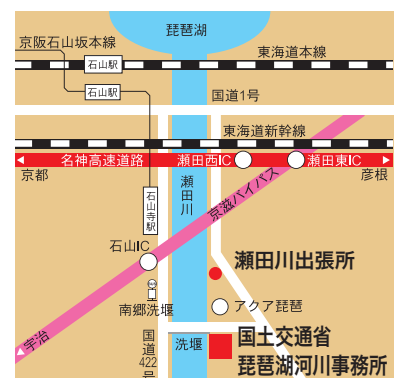 琵琶湖
京阪石山坂本線
東海道本線
石山駅
石山駅
国道1号
東海道新幹線
名神高速道路
瀬田西IC
瀬田東IC
京都
彦根
瀬田川
石山寺駅
京滋バイパス
石山IC
瀬田川出張所
南郷洗堰
アクア琵琶
宇治
国道422号
洗堰
国土交通省
琵琶湖河川事務所